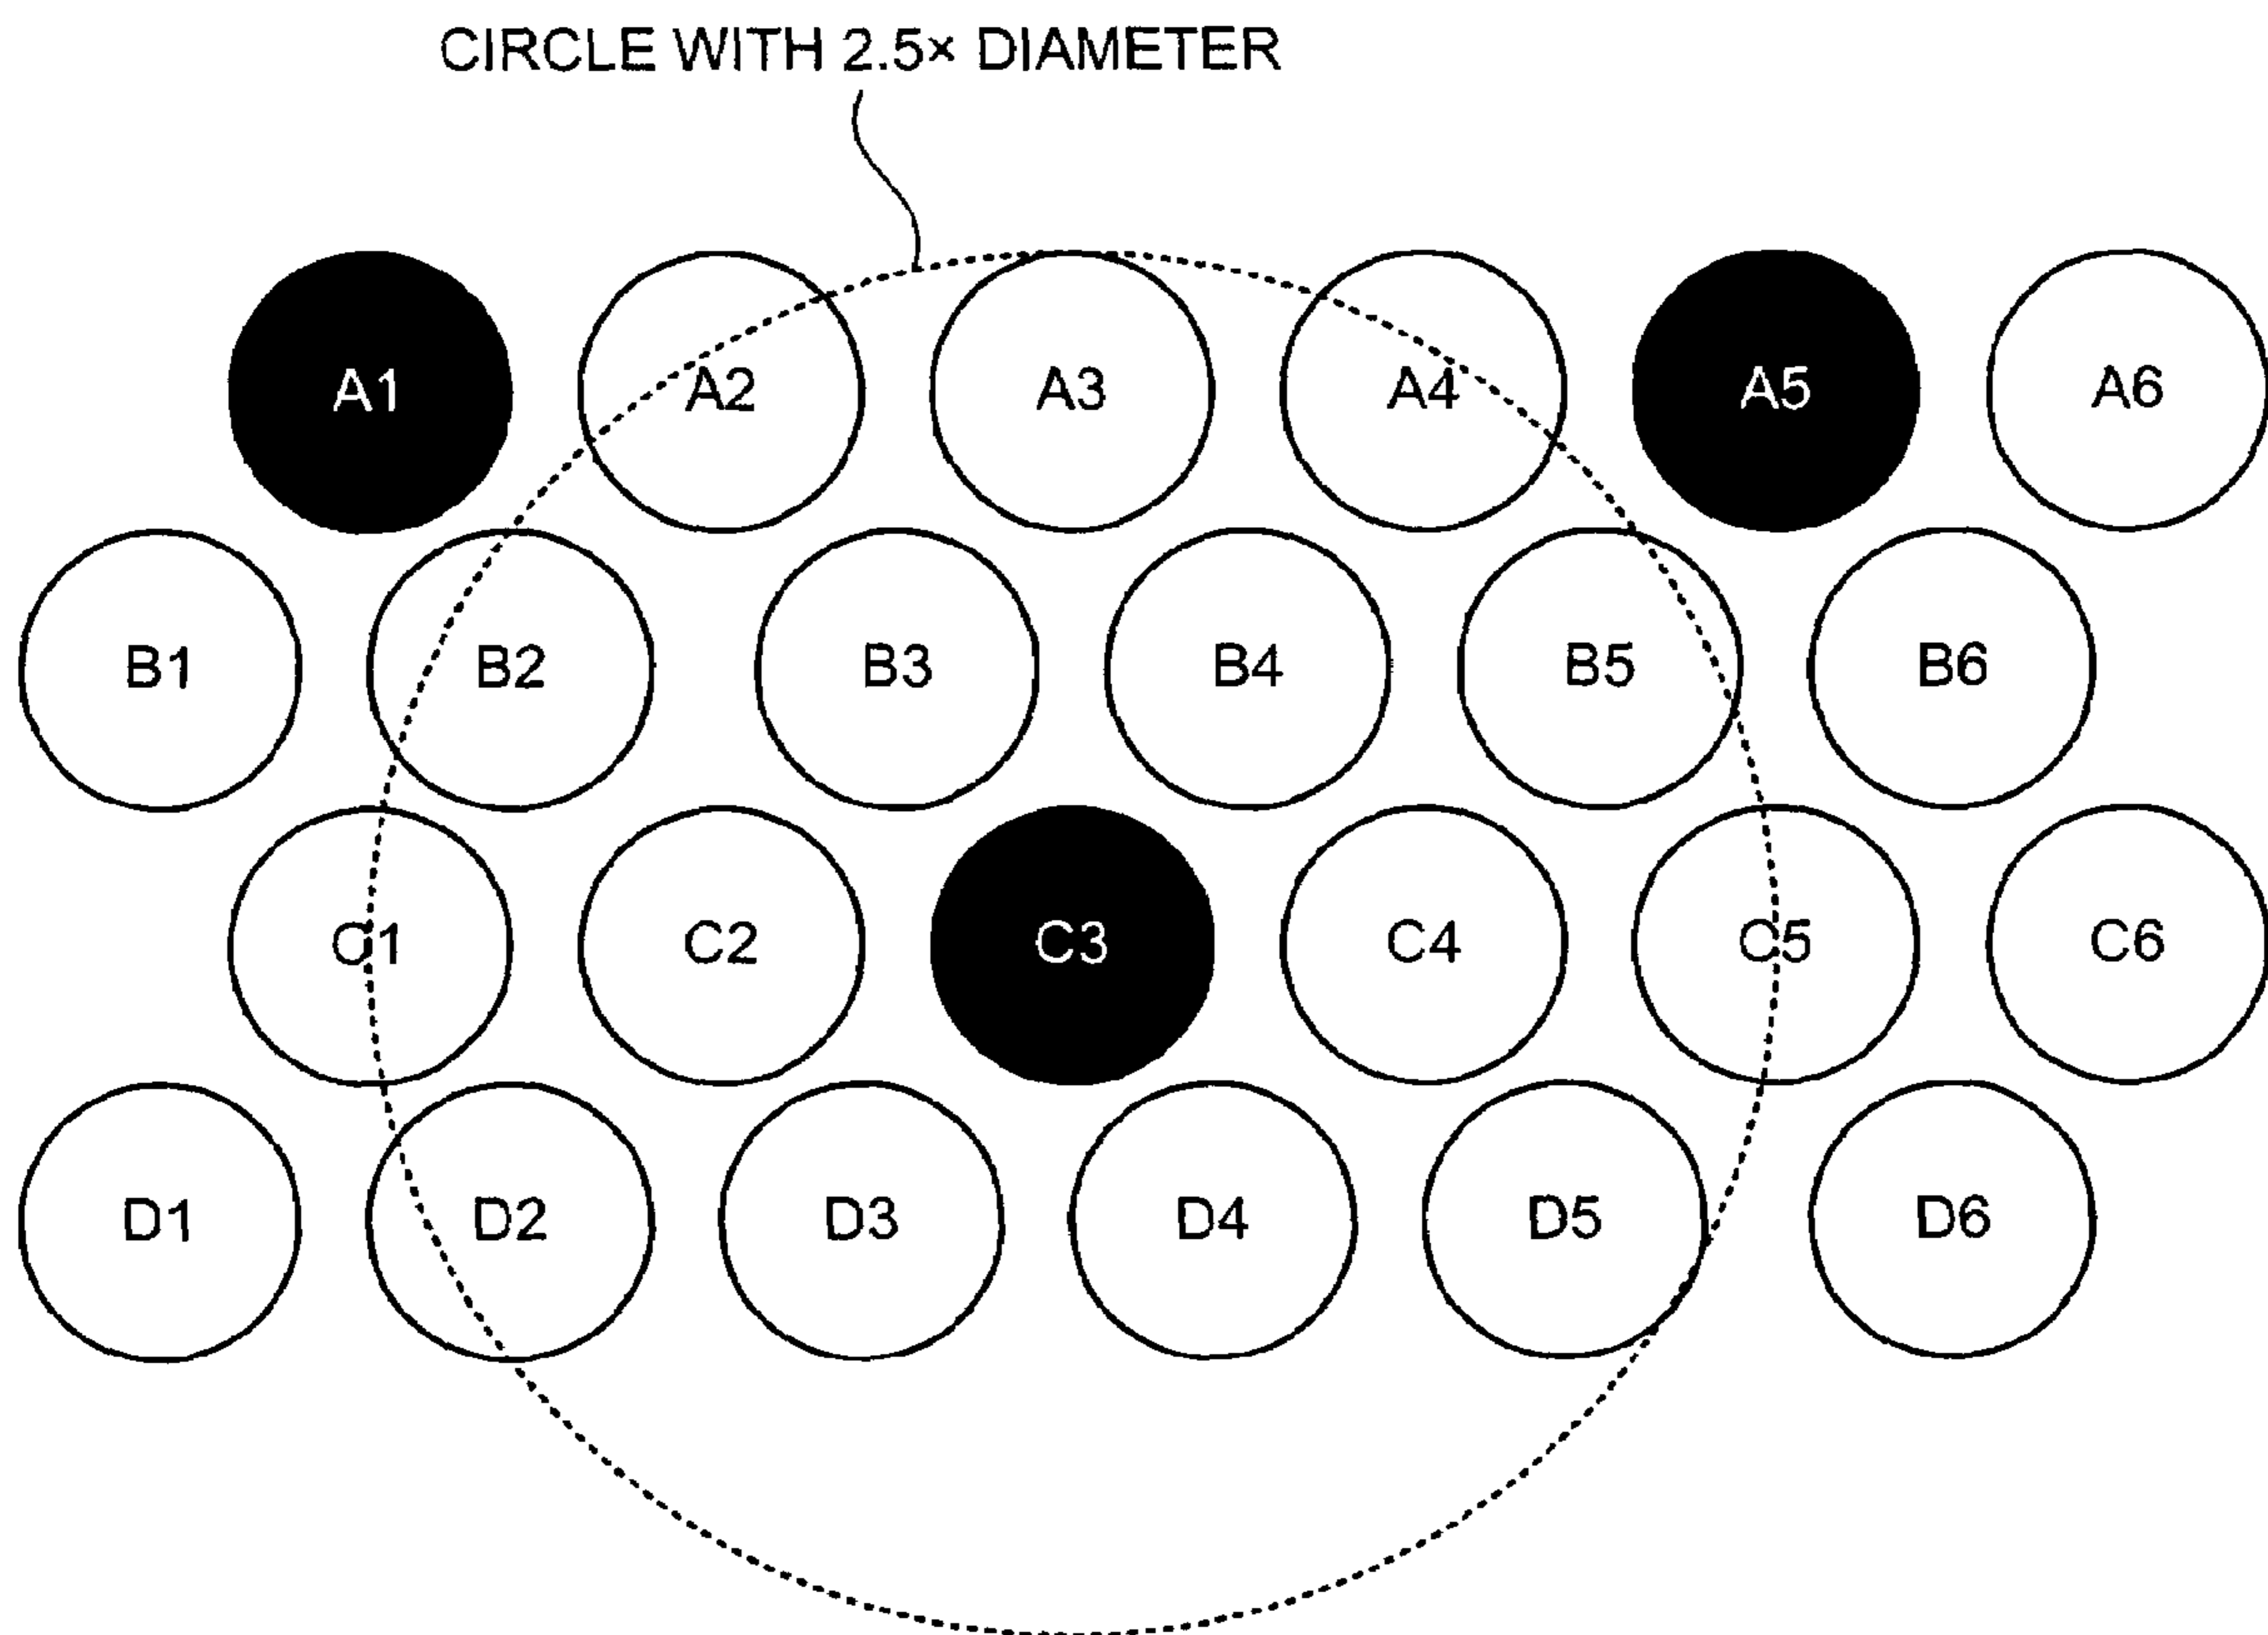 CIRCLE WITH 2.5× DIAMETER
A1 A2 A3 A4 A5 A6
B1 B2 B3 B4 B5 B6
C1 C2 C3 C4 C5 C6
D1 D2 D3 D4 D5 D6